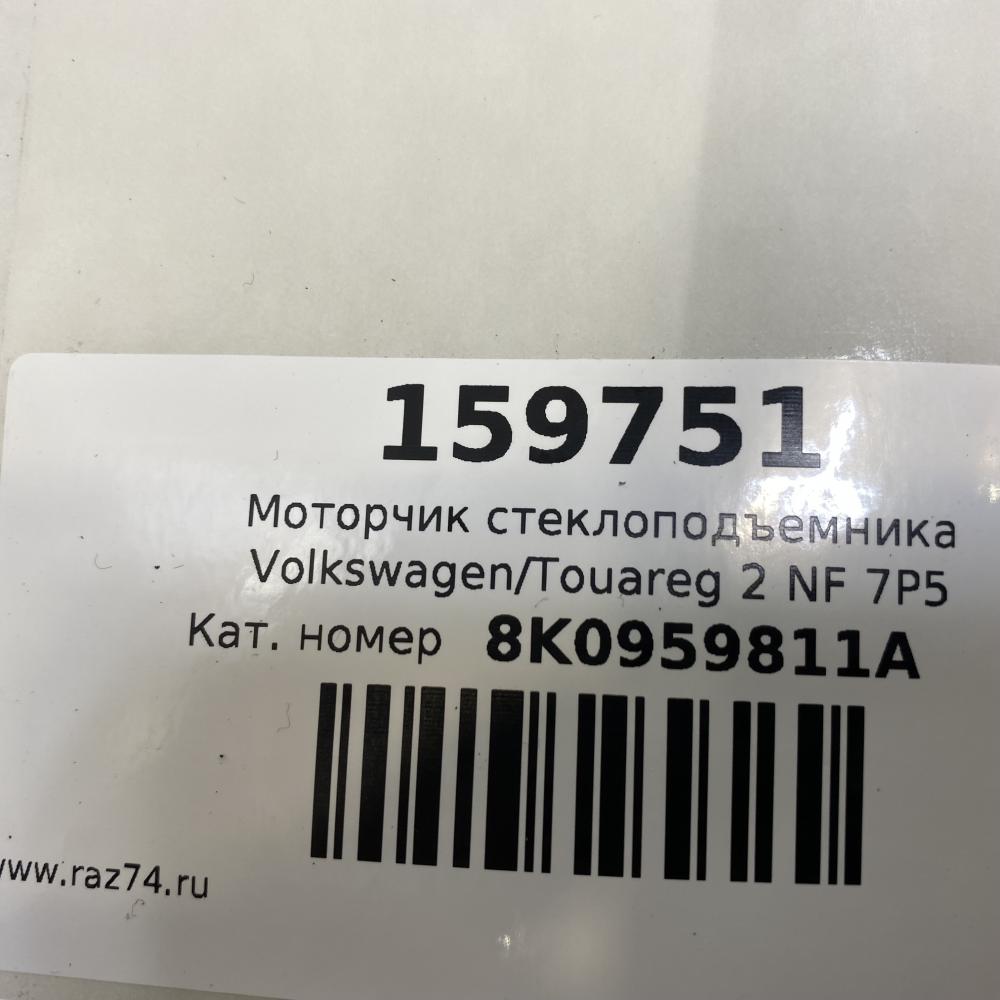 159751
Моторчик стеклоподъемника
Volkswagen/Touareg 2 NF 7P5
Кат. номер 8K0959811A
www.raz74.ru